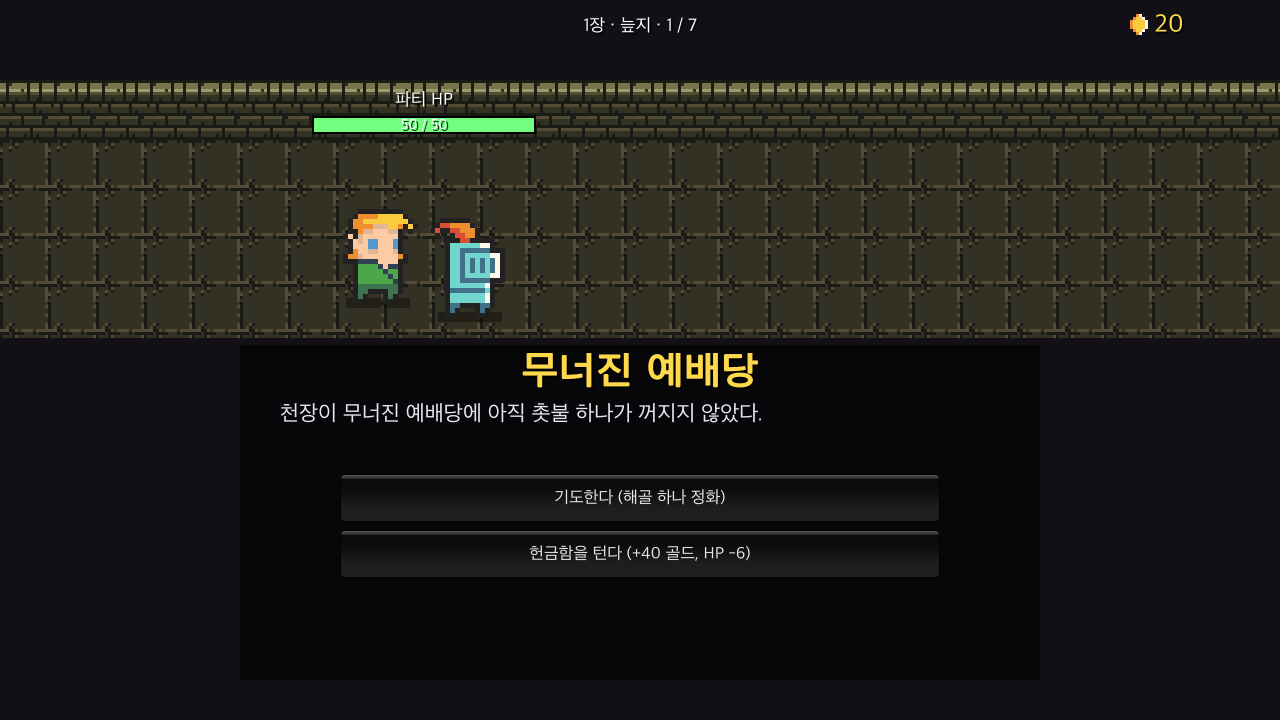 1장 · 늪지 · 1 / 7
20
파티 HP
50 / 50
무너진 예배당
천장이 무너진 예배당에 아직 촛불 하나가 꺼지지 않았다.
기도한다 (해골 하나 정화)
헌금함을 턴다 (+40 골드, HP -6)